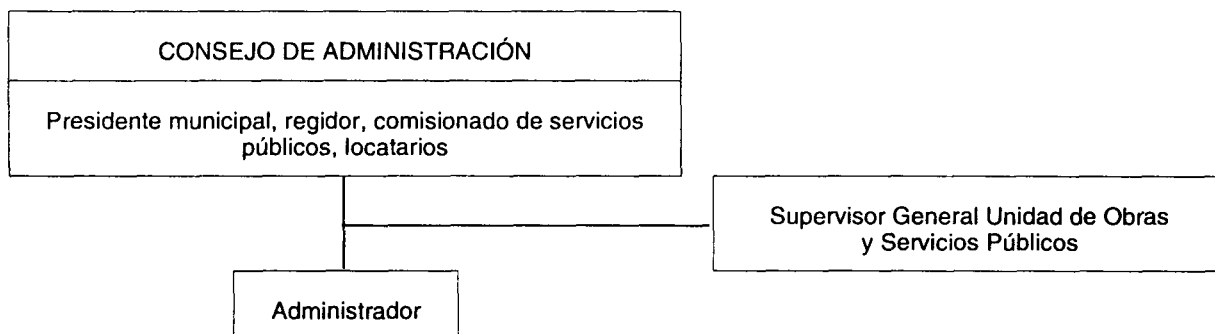 CONSEJO DE ADMINISTRACIÓN
Presidente municipal, regidor, comisionado de servicios
públicos, locatarios
Supervisor General Unidad de Obras
y Servicios Públicos
Administrador